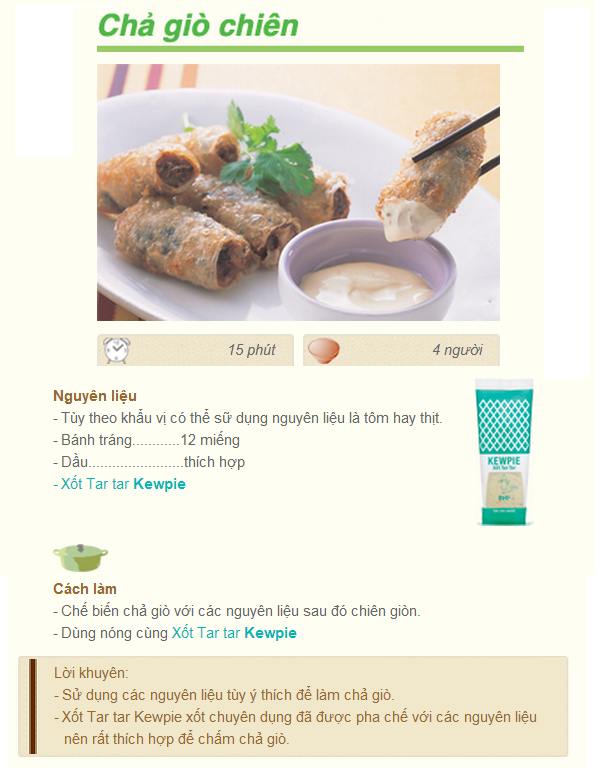 Chả giò chiên
15 phút
4 người
Nguyên liệu
- Tùy theo khẩu vị có thể sữ dụng nguyên liệu là tôm hay thịt.
- Bánh tráng............12 miếng
- Dầu........................thích hợp
- Xốt Tar tar Kewpie
KEWPIE
Xốt Tar Tar
Cách làm
- Chế biến chả giò với các nguyên liệu sau đó chiên giòn.
- Dùng nóng cùng Xốt Tar tar Kewpie
Lời khuyên:
- Sử dụng các nguyên liệu tùy ý thích để làm chả giò.
- Xốt Tar tar Kewpie xốt chuyên dụng đã được pha chế với các nguyên liệu
nên rất thích hợp để chấm chả giò.